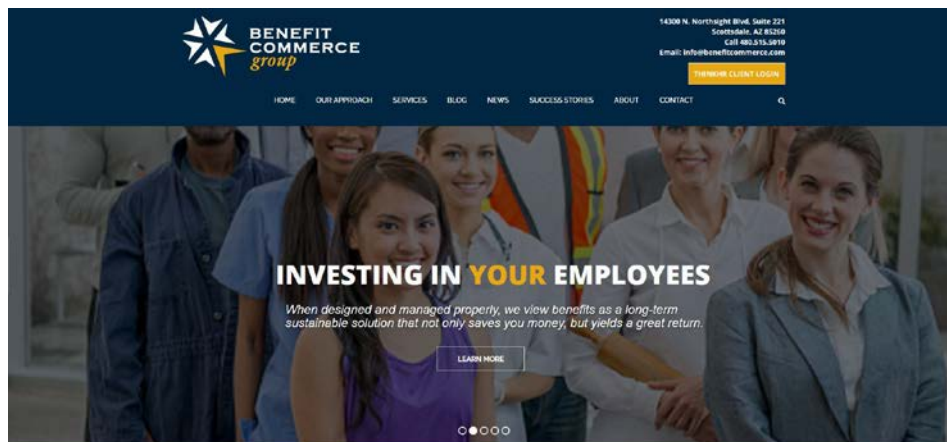 BENEFIT
COMMERCE
group
14300 N. Northsight Blvd. Suite 221
Scottsdale, AZ 85260
Call 480.515.5010
Email: info@benefitcommerce.com
THINKHR CLIENT LOGIN
HOME OUR APPROACH SERVICES BLOG NEWS SUCCESS STORIES ABOUT CONTACT
INVESTING IN YOUR EMPLOYEES
When designed and managed properly, we view benefits as a long-term
sustainable solution that not only saves you money, but yields a great return.
LEARN MORE